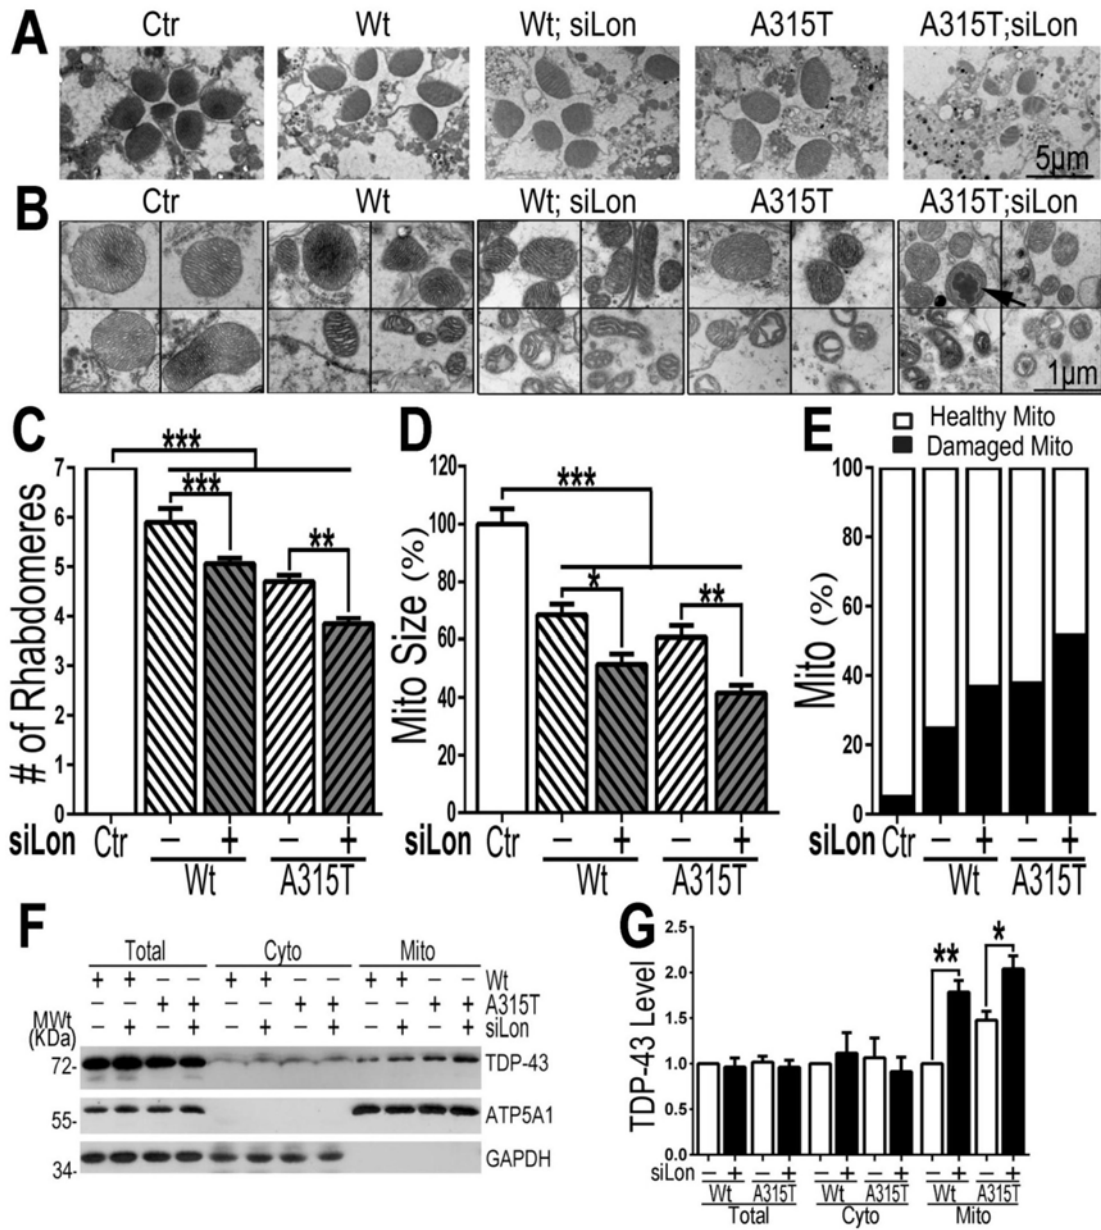 A Ctr Wt Wt; siLon A315T A315T;siLon
5μm
B Ctr Wt Wt; siLon A315T A315T;siLon
1μm
C
# of Rhabdomeres
7
6
5
4
3
2
1
0
*** *** **
siLon Ctr − + − +
Wt A315T
D
Mito Size (%)
120
100
80
60
40
20
0
*** * **
siLon Ctr − + − +
Wt A315T
E
Healthy Mito
Damaged Mito
Mito (%)
100
80
60
40
20
0
siLon Ctr − + − +
Wt A315T
F
Total Cyto Mito
+ + − − + + − − + + − − Wt
− − + + − − + + − − + + A315T
− + − + − + − + − + − + siLon
MWt
(KDa)
72- TDP-43
55- ATP5A1
34- GAPDH
G
TDP-43 Level
2.5
2.0
1.5
1.0
0.5
0.0
** *
siLon − + − + − + − + − + − +
Wt A315T Wt A315T Wt A315T
Total Cyto Mito